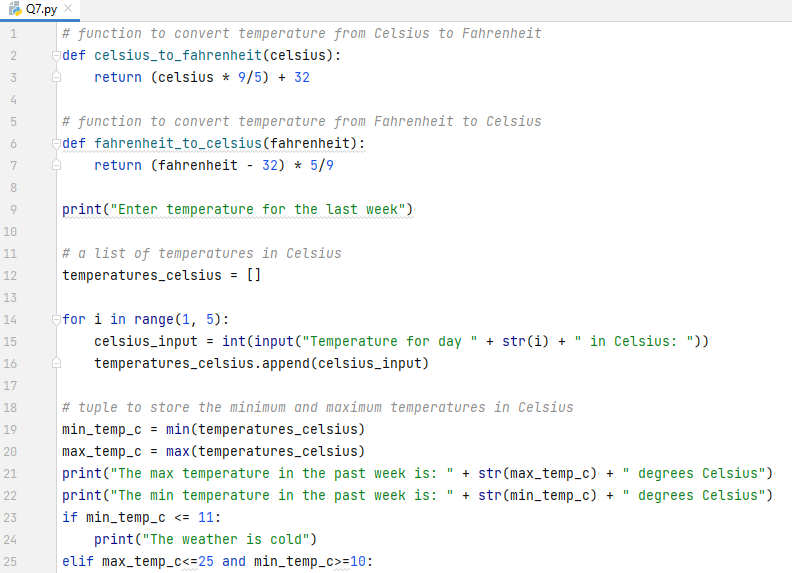 Q7.py
1 # function to convert temperature from Celsius to Fahrenheit
2 def celsius_to_fahrenheit(celsius):
3     return (celsius * 9/5) + 32
4
5 # function to convert temperature from Fahrenheit to Celsius
6 def fahrenheit_to_celsius(fahrenheit):
7     return (fahrenheit - 32) * 5/9
8
9 print("Enter temperature for the last week")
10
11 # a list of temperatures in Celsius
12 temperatures_celsius = []
13
14 for i in range(1, 5):
15     celsius_input = int(input("Temperature for day " + str(i) + " in Celsius: "))
16     temperatures_celsius.append(celsius_input)
17
18 # tuple to store the minimum and maximum temperatures in Celsius
19 min_temp_c = min(temperatures_celsius)
20 max_temp_c = max(temperatures_celsius)
21 print("The max temperature in the past week is: " + str(max_temp_c) + " degrees Celsius")
22 print("The min temperature in the past week is: " + str(min_temp_c) + " degrees Celsius")
23 if min_temp_c <= 11:
24     print("The weather is cold")
25 elif max_temp_c<=25 and min_temp_c>=10: